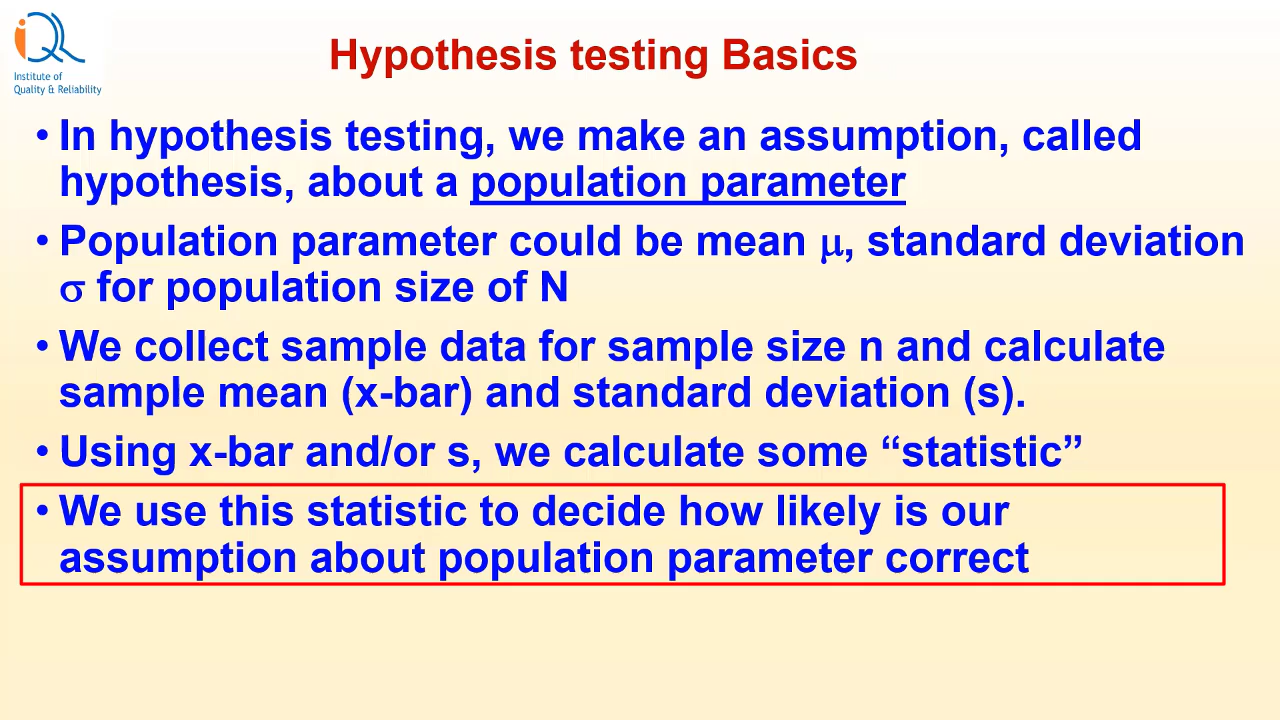 iQL
Institute of
Quality & Reliability
Hypothesis testing Basics
• In hypothesis testing, we make an assumption, called
hypothesis, about a population parameter
• Population parameter could be mean μ, standard deviation
σ for population size of N
• We collect sample data for sample size n and calculate
sample mean (x-bar) and standard deviation (s).
• Using x-bar and/or s, we calculate some “statistic”
• We use this statistic to decide how likely is our
assumption about population parameter correct